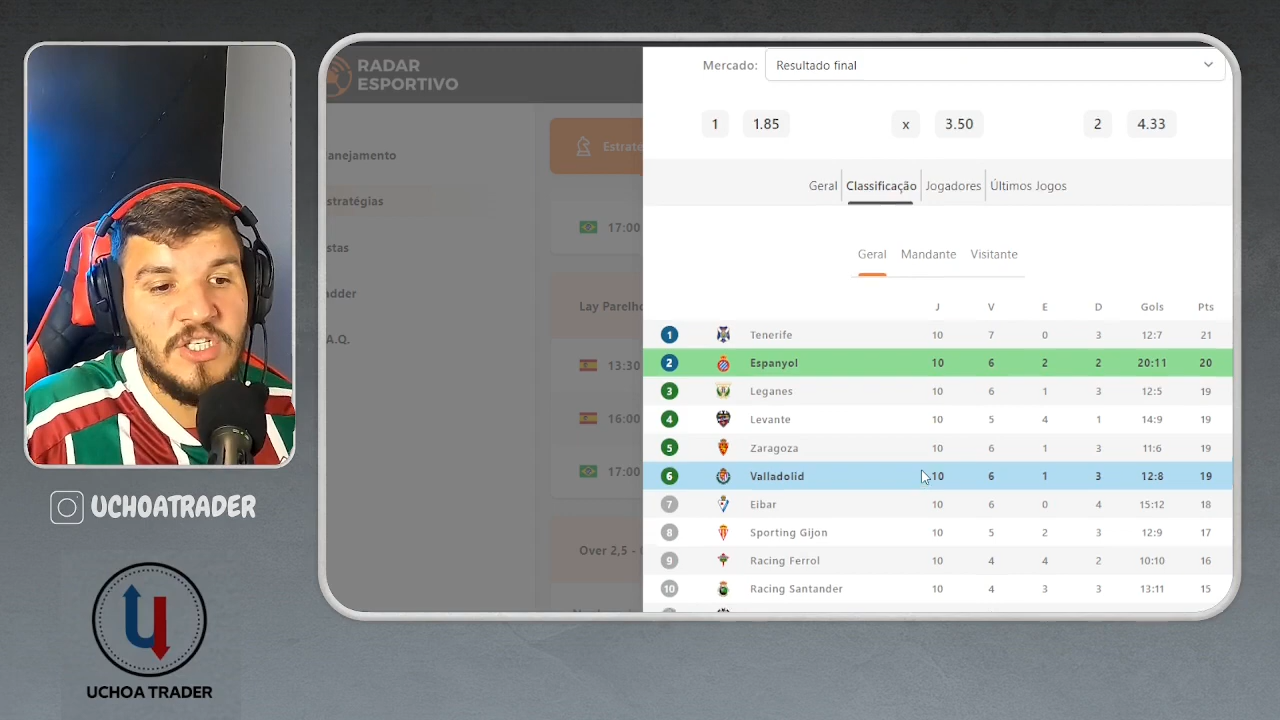 RADAR
ESPORTIVO
Mercado: Resultado final
1 1.85 x 3.50 2 4.33
anejamento
Estraté
Geral Classificação Jogadores Últimos Jogos
stratégias
17:00
stas
Geral Mandante Visitante
adder
Lay Parelho
J V E D Gols Pts
A.Q.
1 Tenerife 10 7 0 3 12:7 21
13:30
2 Espanyol 10 6 2 2 20:11 20
3 Leganes 10 6 1 3 12:5 19
16:00
4 Levante 10 5 4 1 14:9 19
5 Zaragoza 10 6 1 3 11:6 19
17:00
6 Valladolid 10 6 1 3 12:8 19
7 Eibar 10 6 0 4 15:12 18
8 Sporting Gijon 10 5 2 3 12:9 17
Over 2,5 -
9 Racing Ferrol 10 4 4 2 10:10 16
10 Racing Santander 10 4 3 3 13:11 15
UCHOATRADER
UCHOA TRADER